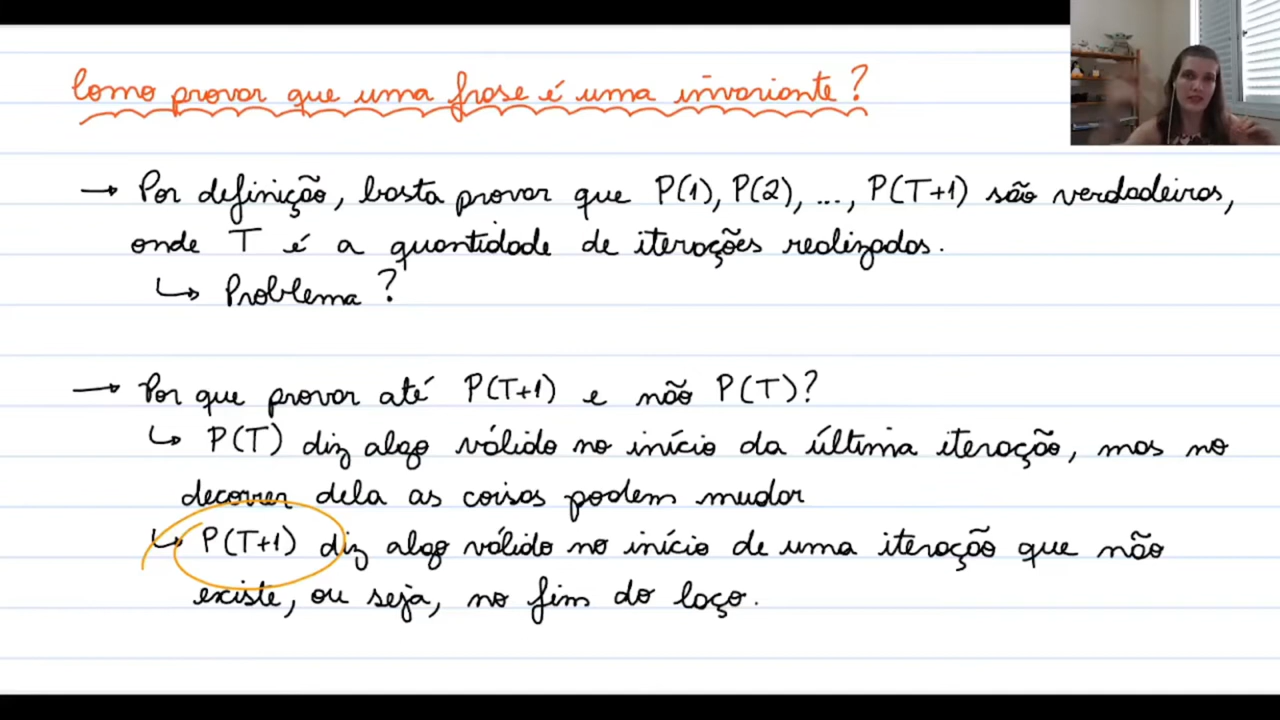 Como provar que uma frase é uma invariante?
→ Por definição, basta provar que P(1), P(2), ..., P(T+1) são verdadeiros,
onde T é a quantidade de iterações realizadas.
↳ Problema?
→ Por que provar até P(T+1) e não P(T)?
↳ P(T) diz algo válido no início da última iteração, mas no
decorrer dela as coisas podem mudar
↳ P(T+1) diz algo válido no início de uma iteração que não
existe, ou seja, no fim do laço.